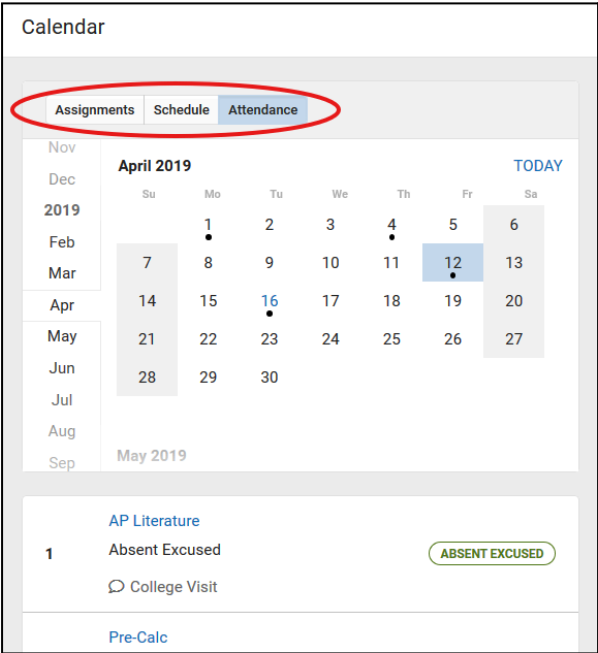 Calendar
Assignments Schedule Attendance
Nov
Dec
2019
Feb
Mar
Apr
May
Jun
Jul
Aug
Sep
April 2019 TODAY
Su Mo Tu We Th Fr Sa
1 2 3 4 5 6
7 8 9 10 11 12 13
14 15 16 17 18 19 20
21 22 23 24 25 26 27
28 29 30
May 2019
AP Literature
1 Absent Excused ABSENT EXCUSED
College Visit
Pre-Calc